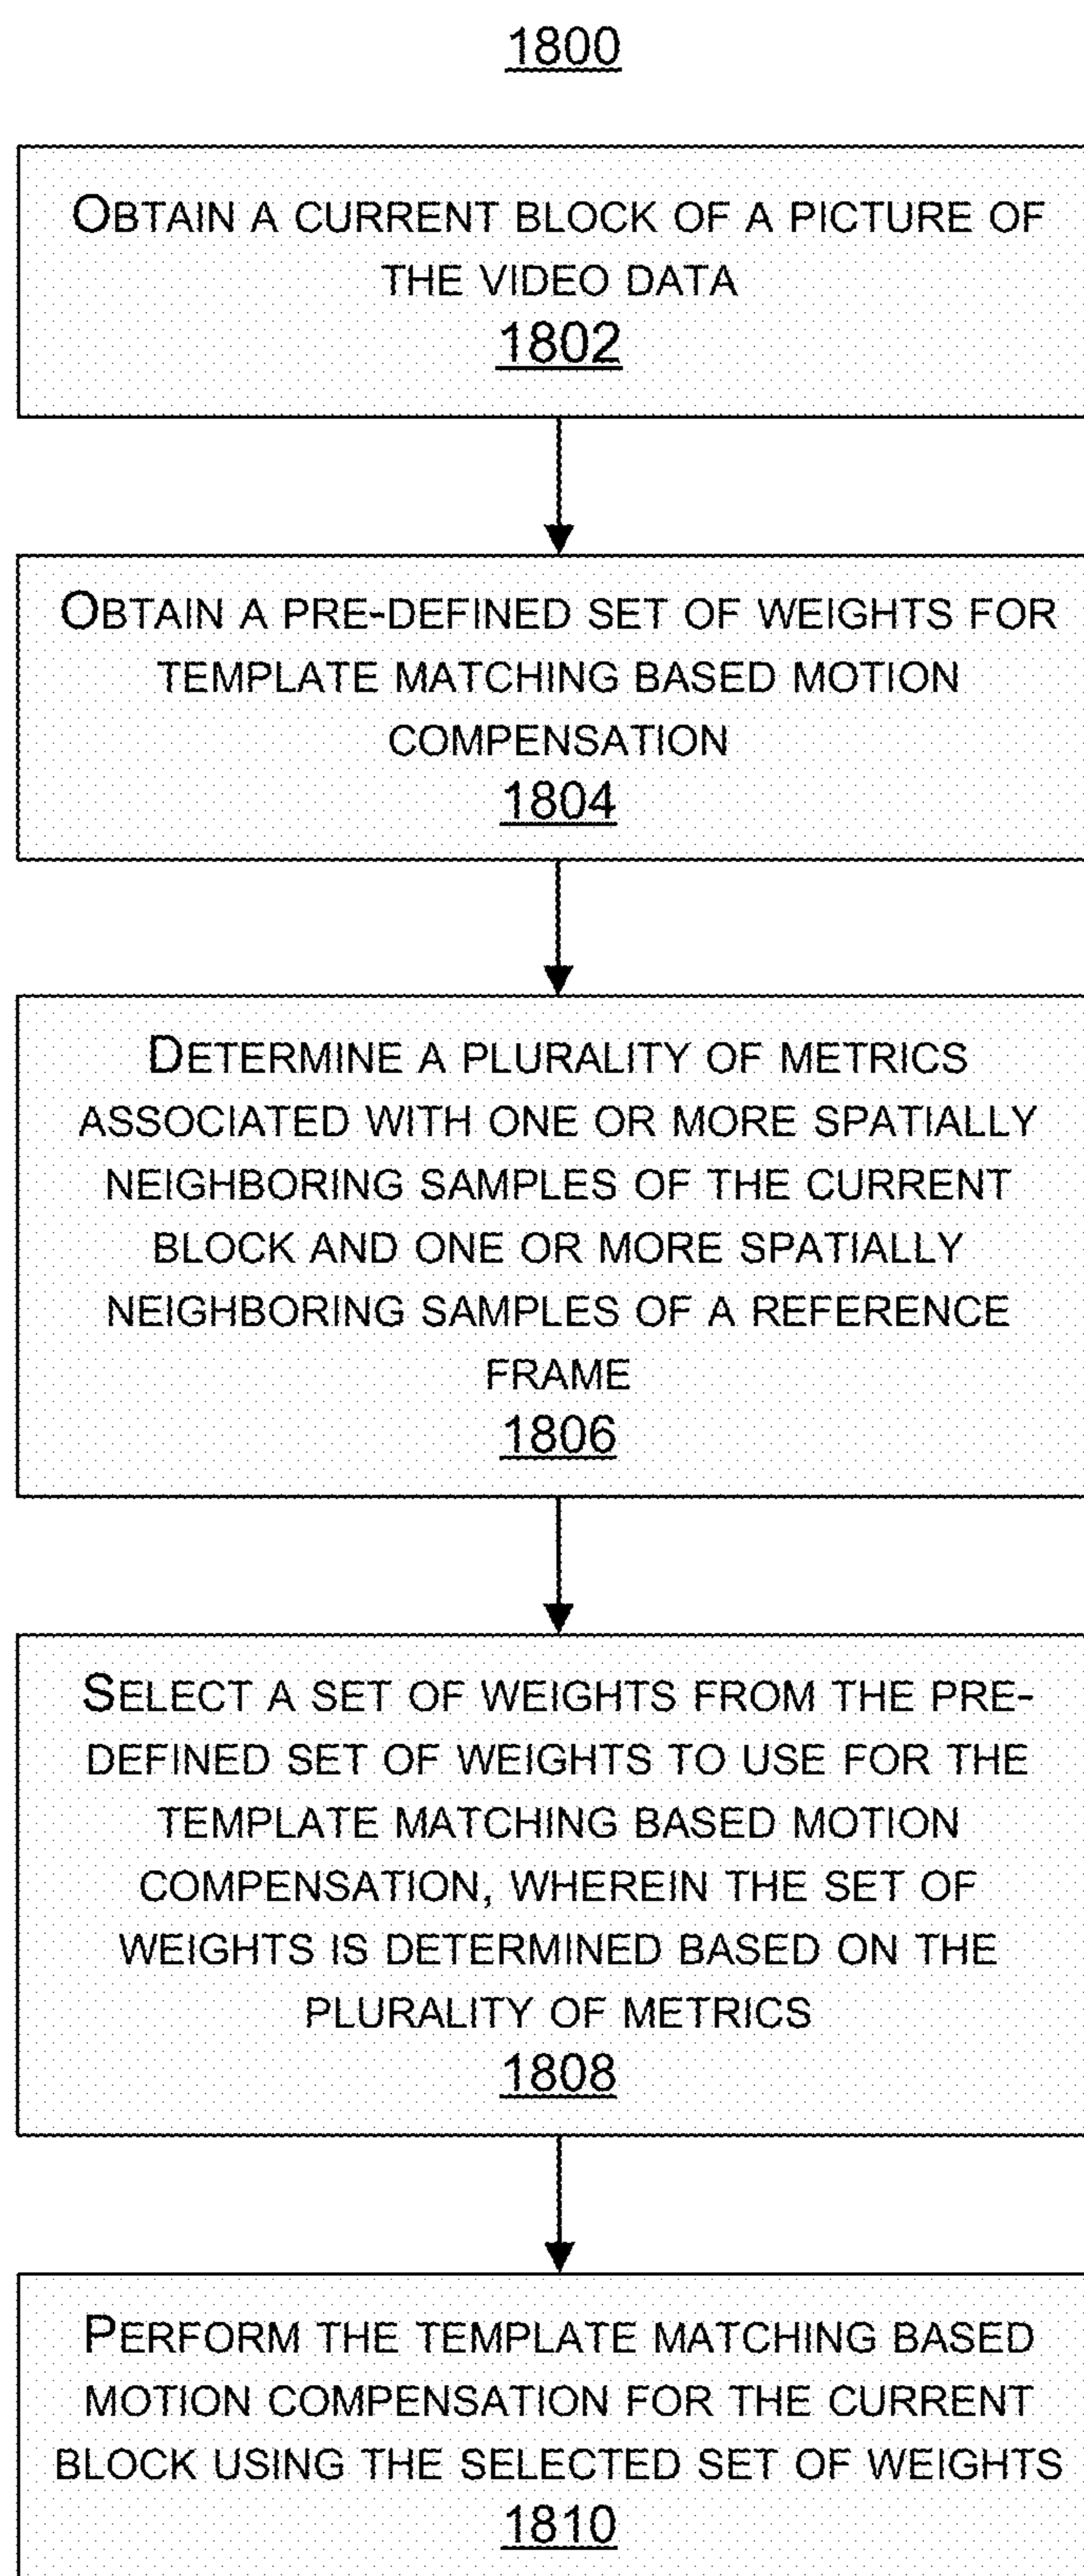 1800
OBTAIN A CURRENT BLOCK OF A PICTURE OF
THE VIDEO DATA
1802
OBTAIN A PRE-DEFINED SET OF WEIGHTS FOR
TEMPLATE MATCHING BASED MOTION
COMPENSATION
1804
DETERMINE A PLURALITY OF METRICS
ASSOCIATED WITH ONE OR MORE SPATIALLY
NEIGHBORING SAMPLES OF THE CURRENT
BLOCK AND ONE OR MORE SPATIALLY
NEIGHBORING SAMPLES OF A REFERENCE
FRAME
1806
SELECT A SET OF WEIGHTS FROM THE PRE-
DEFINED SET OF WEIGHTS TO USE FOR THE
TEMPLATE MATCHING BASED MOTION
COMPENSATION, WHEREIN THE SET OF
WEIGHTS IS DETERMINED BASED ON THE
PLURALITY OF METRICS
1808
PERFORM THE TEMPLATE MATCHING BASED
MOTION COMPENSATION FOR THE CURRENT
BLOCK USING THE SELECTED SET OF WEIGHTS
1810